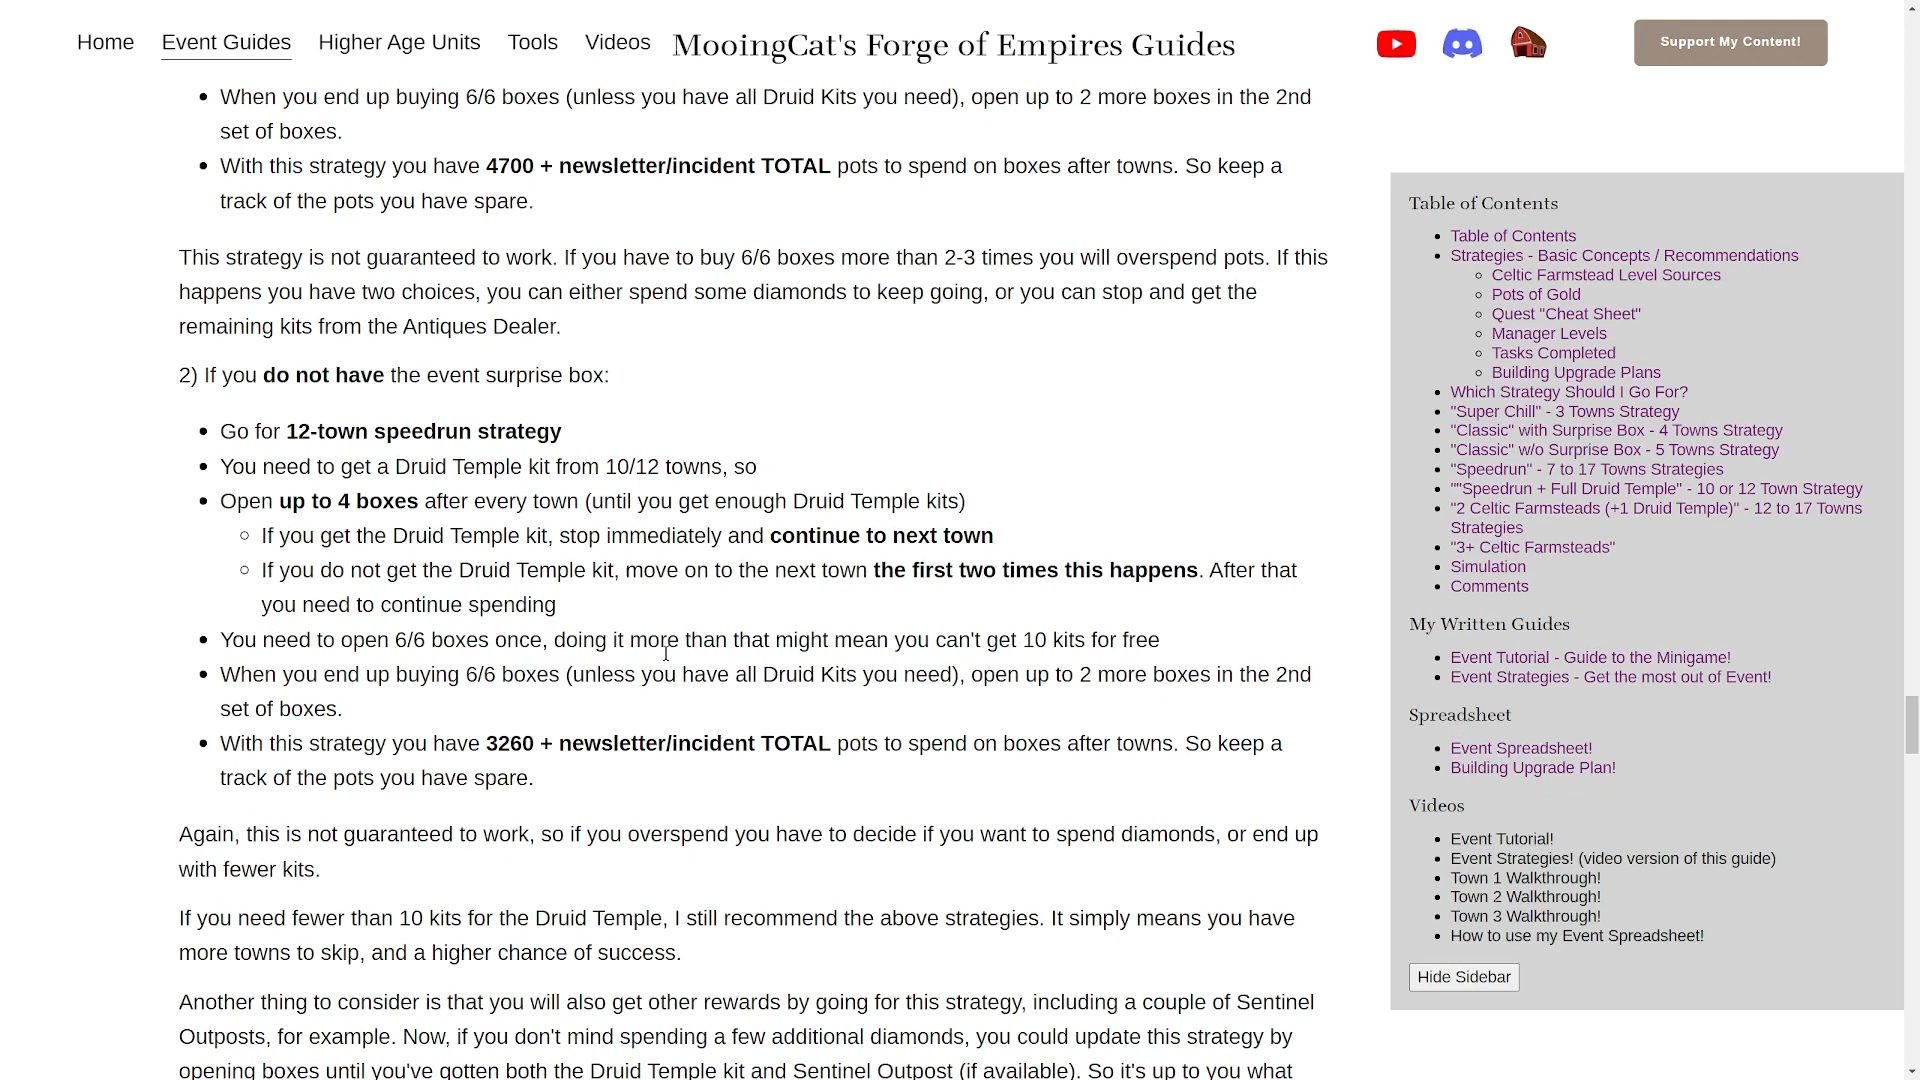 Home Event Guides Higher Age Units Tools Videos MooingCat's Forge of Empires Guides Support My Content!
When you end up buying 6/6 boxes (unless you have all Druid Kits you need), open up to 2 more boxes in the 2nd
set of boxes.
With this strategy you have 4700 + newsletter/incident TOTAL pots to spend on boxes after towns. So keep a
track of the pots you have spare.
This strategy is not guaranteed to work. If you have to buy 6/6 boxes more than 2-3 times you will overspend pots. If this
happens you have two choices, you can either spend some diamonds to keep going, or you can stop and get the
remaining kits from the Antiques Dealer.
2) If you do not have the event surprise box:
Go for 12-town speedrun strategy
You need to get a Druid Temple kit from 10/12 towns, so
Open up to 4 boxes after every town (until you get enough Druid Temple kits)
If you get the Druid Temple kit, stop immediately and continue to next town
If you do not get the Druid Temple kit, move on to the next town the first two times this happens. After that
you need to continue spending
You need to open 6/6 boxes once, doing it more than that might mean you can't get 10 kits for free
When you end up buying 6/6 boxes (unless you have all Druid Kits you need), open up to 2 more boxes in the 2nd
set of boxes.
With this strategy you have 3260 + newsletter/incident TOTAL pots to spend on boxes after towns. So keep a
track of the pots you have spare.
Again, this is not guaranteed to work, so if you overspend you have to decide if you want to spend diamonds, or end up
with fewer kits.
If you need fewer than 10 kits for the Druid Temple, I still recommend the above strategies. It simply means you have
more towns to skip, and a higher chance of success.
Another thing to consider is that you will also get other rewards by going for this strategy, including a couple of Sentinel
Outposts, for example. Now, if you don't mind spending a few additional diamonds, you could update this strategy by
opening boxes until you've gotten both the Druid Temple kit and Sentinel Outpost (if available). So it's up to you what
Table of Contents
Table of Contents
Strategies - Basic Concepts / Recommendations
Celtic Farmstead Level Sources
Pots of Gold
Quest "Cheat Sheet"
Manager Levels
Tasks Completed
Building Upgrade Plans
Which Strategy Should I Go For?
"Super Chill" - 3 Towns Strategy
"Classic" with Surprise Box - 4 Towns Strategy
"Classic" w/o Surprise Box - 5 Towns Strategy
"Speedrun" - 7 to 17 Towns Strategies
""Speedrun + Full Druid Temple" - 10 or 12 Town Strategy
"2 Celtic Farmsteads (+1 Druid Temple)" - 12 to 17 Towns
Strategies
"3+ Celtic Farmsteads"
Simulation
Comments
My Written Guides
Event Tutorial - Guide to the Minigame!
Event Strategies - Get the most out of Event!
Spreadsheet
Event Spreadsheet!
Building Upgrade Plan!
Videos
Event Tutorial!
Event Strategies! (video version of this guide)
Town 1 Walkthrough!
Town 2 Walkthrough!
Town 3 Walkthrough!
How to use my Event Spreadsheet!
Hide Sidebar